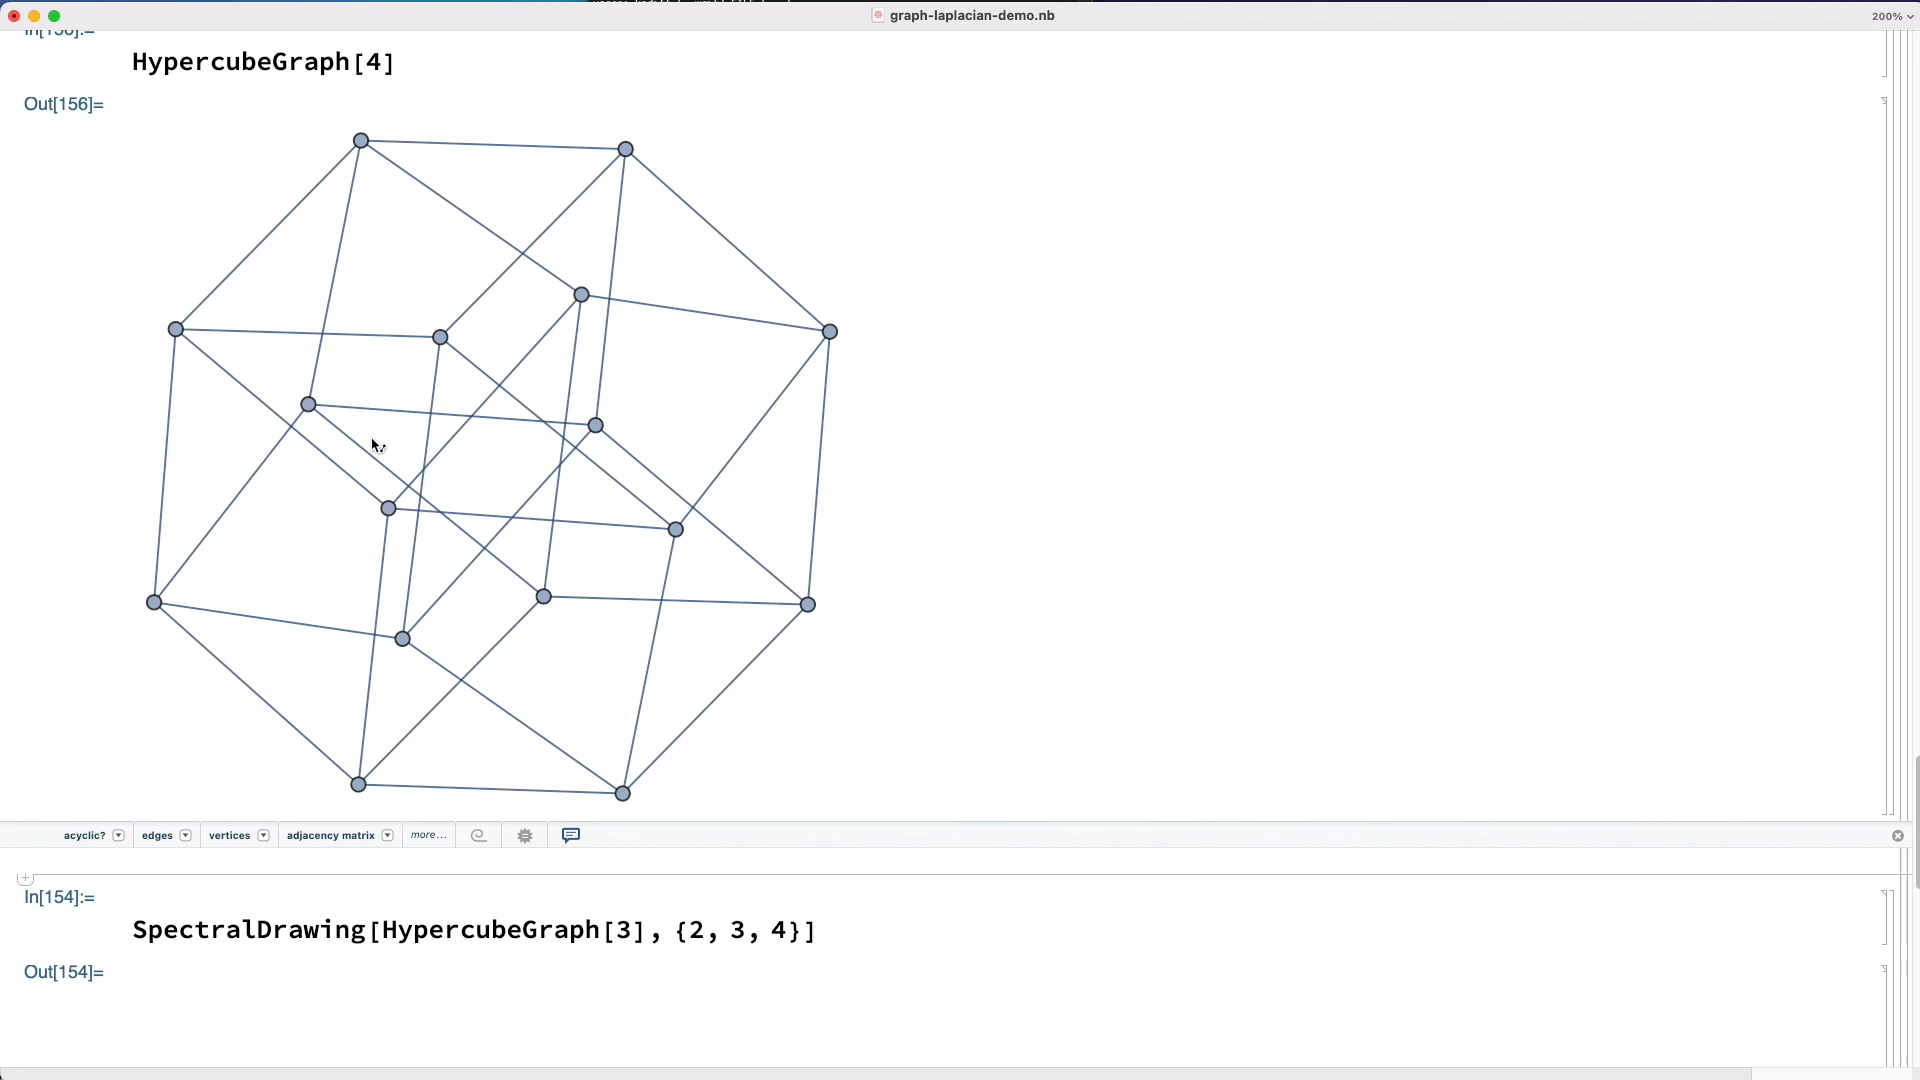 graph-laplacian-demo.nb
200%
HypercubeGraph[4]
Out[156]=
acyclic? edges vertices adjacency matrix more...
In[154]:=
SpectralDrawing[HypercubeGraph[3], {2, 3, 4}]
Out[154]=